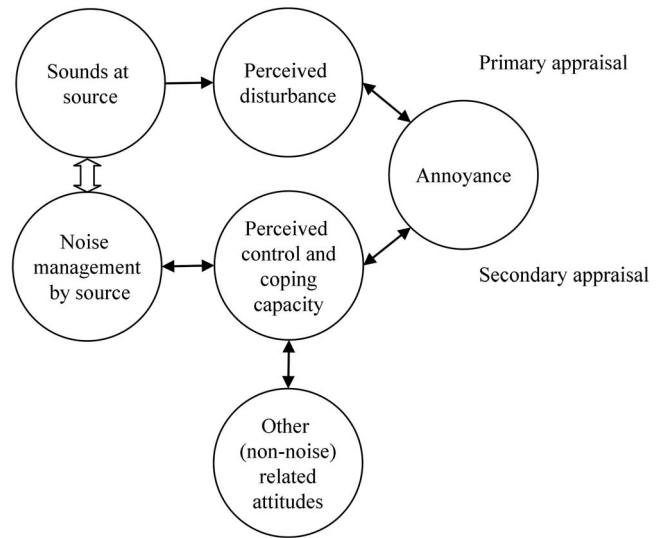 Sounds at
source
Perceived
disturbance
Primary appraisal
Annoyance
Noise
management
by source
Perceived
control and
coping
capacity
Secondary appraisal
Other
(non-noise)
related
attitudes